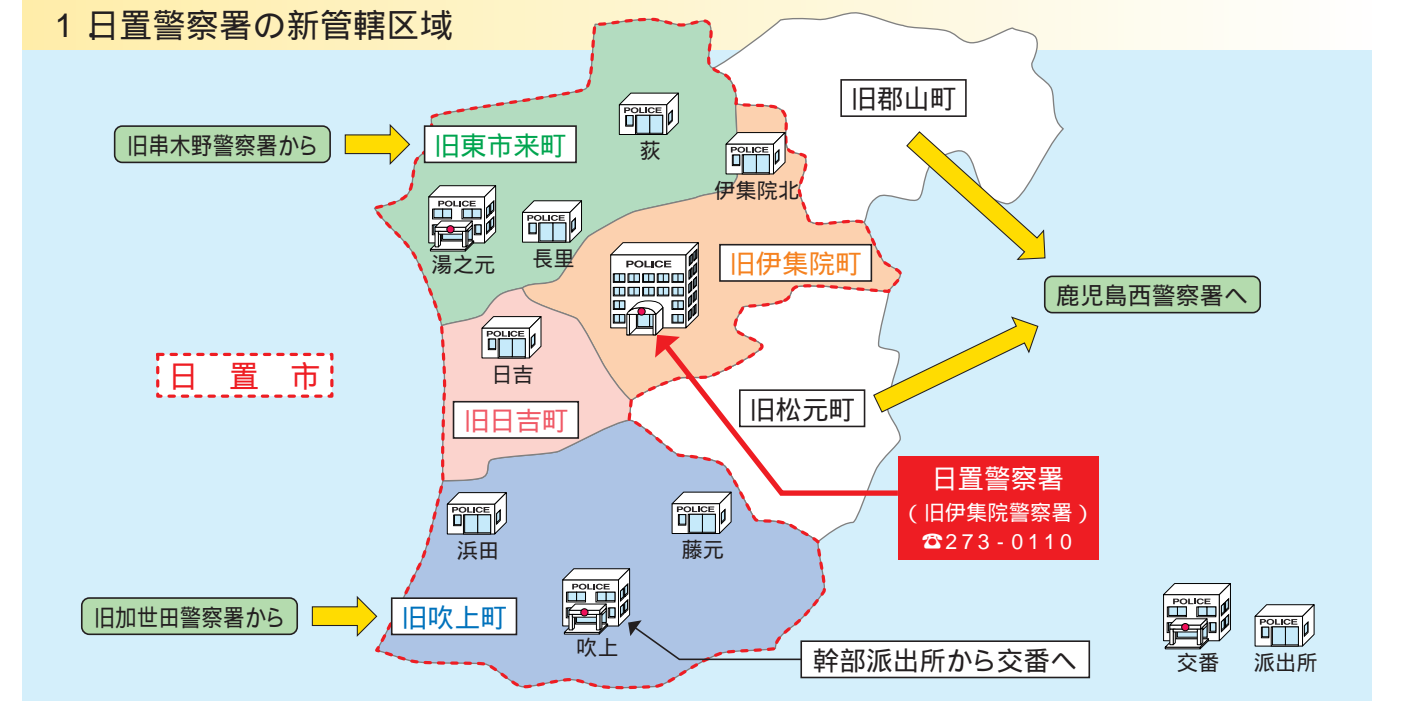 1 日置警察署の新管轄区域
旧郡山町
旧串木野警察署から
旧東市来町
POLICE
荻
POLICE
伊集院北
POLICE
湯之元
POLICE
長里
POLICE
旧伊集院町
鹿児島西警察署へ
POLICE
日吉
日置市
旧日吉町
旧松元町
日置警察署
(旧伊集院警察署)
☎273-0110
POLICE
浜田
POLICE
藤元
旧加世田警察署から
旧吹上町
POLICE
吹上
幹部派出所から交番へ
POLICE
交番
POLICE
派出所